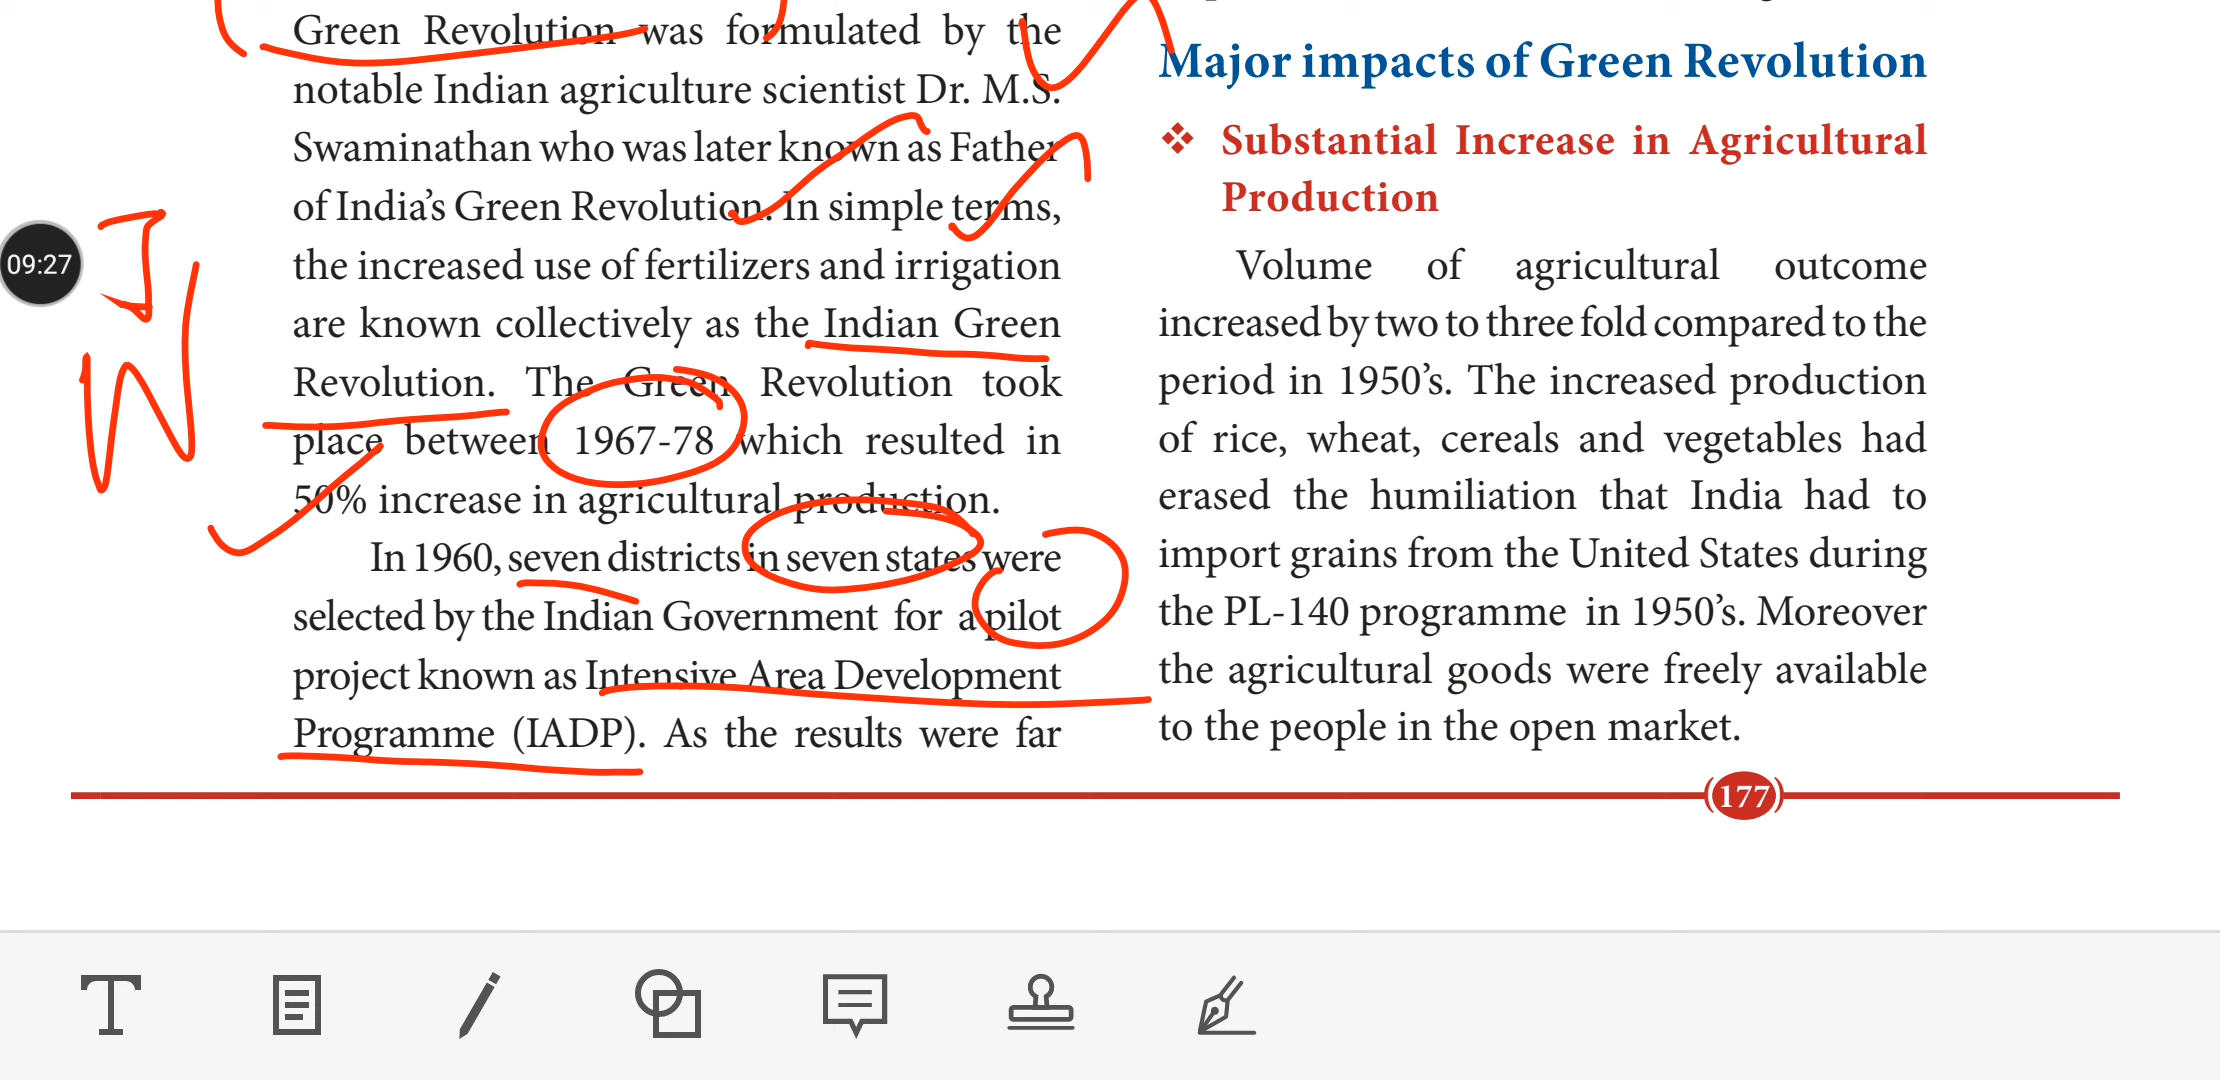 Green Revolution was formulated by the
notable Indian agriculture scientist Dr. M.S.
Swaminathan who was later known as Father
of India’s Green Revolution. In simple terms,
the increased use of fertilizers and irrigation
are known collectively as the Indian Green
Revolution. The Green Revolution took
place between 1967-78 which resulted in
50% increase in agricultural production.
In 1960, seven districts in seven states were
selected by the Indian Government for a pilot
project known as Intensive Area Development
Programme (IADP). As the results were far
Major impacts of Green Revolution
❖ Substantial Increase in Agricultural
Production
Volume of agricultural outcome
increased by two to three fold compared to the
period in 1950’s. The increased production
of rice, wheat, cereals and vegetables had
erased the humiliation that India had to
import grains from the United States during
the PL-140 programme in 1950’s. Moreover
the agricultural goods were freely available
to the people in the open market.
177
09:27
I
W